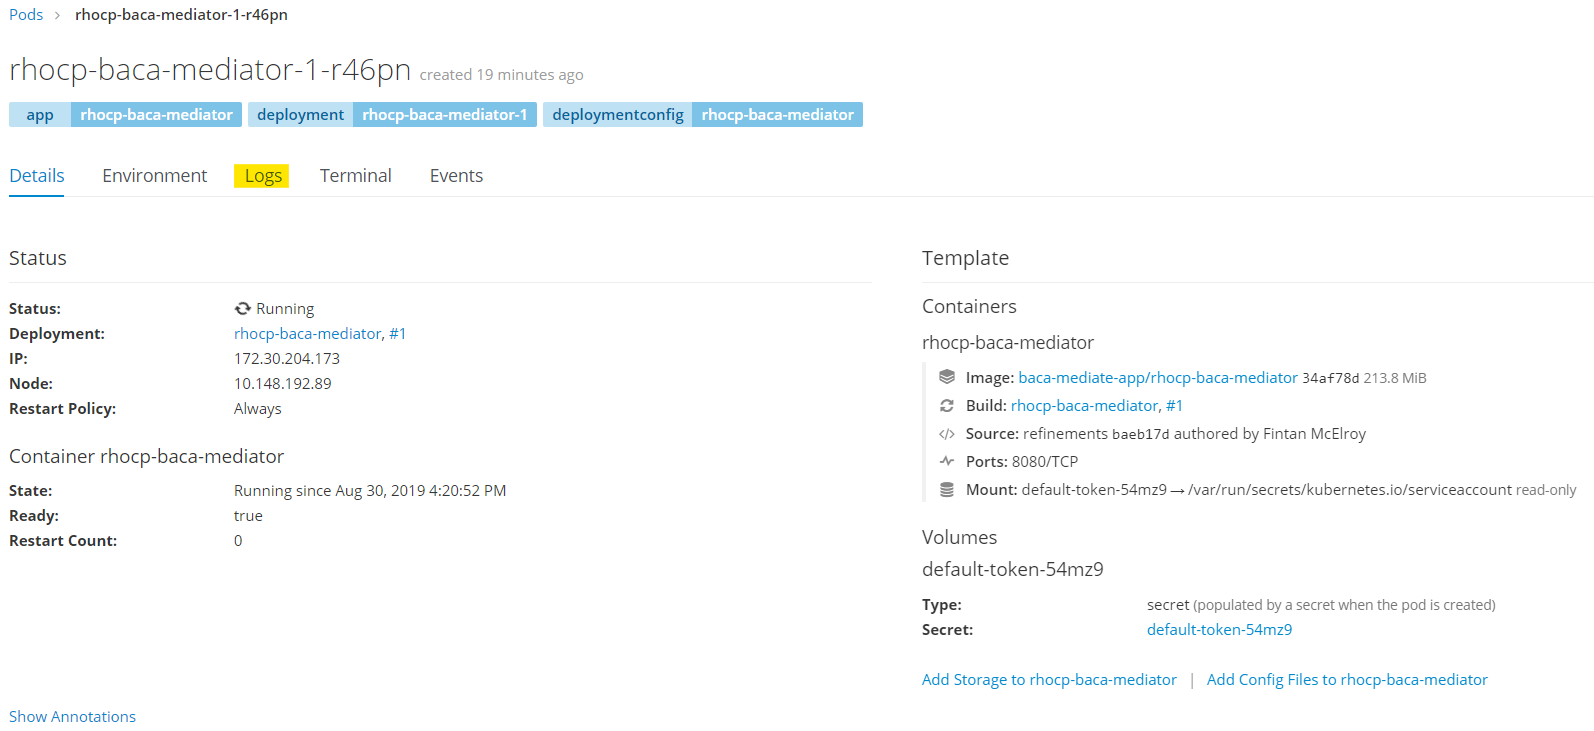 Pods > rhocp-baca-mediator-1-r46pn
rhocp-baca-mediator-1-r46pn created 19 minutes ago
app rhocp-baca-mediator deployment rhocp-baca-mediator-1 deploymentconfig rhocp-baca-mediator
Details Environment Logs Terminal Events
Status
Status: Running
Deployment: rhocp-baca-mediator, #1
IP: 172.30.204.173
Node: 10.148.192.89
Restart Policy: Always
Container rhocp-baca-mediator
State: Running since Aug 30, 2019 4:20:52 PM
Ready: true
Restart Count: 0
Show Annotations
Template
Containers
rhocp-baca-mediator
Image: baca-mediate-app/rhocp-baca-mediator 34af78d 213.8 MiB
Build: rhocp-baca-mediator, #1
</> Source: refinements baeb17d authored by Fintan McElroy
Ports: 8080/TCP
Mount: default-token-54mz9 → /var/run/secrets/kubernetes.io/serviceaccount read-only
Volumes
default-token-54mz9
Type: secret (populated by a secret when the pod is created)
Secret: default-token-54mz9
Add Storage to rhocp-baca-mediator | Add Config Files to rhocp-baca-mediator